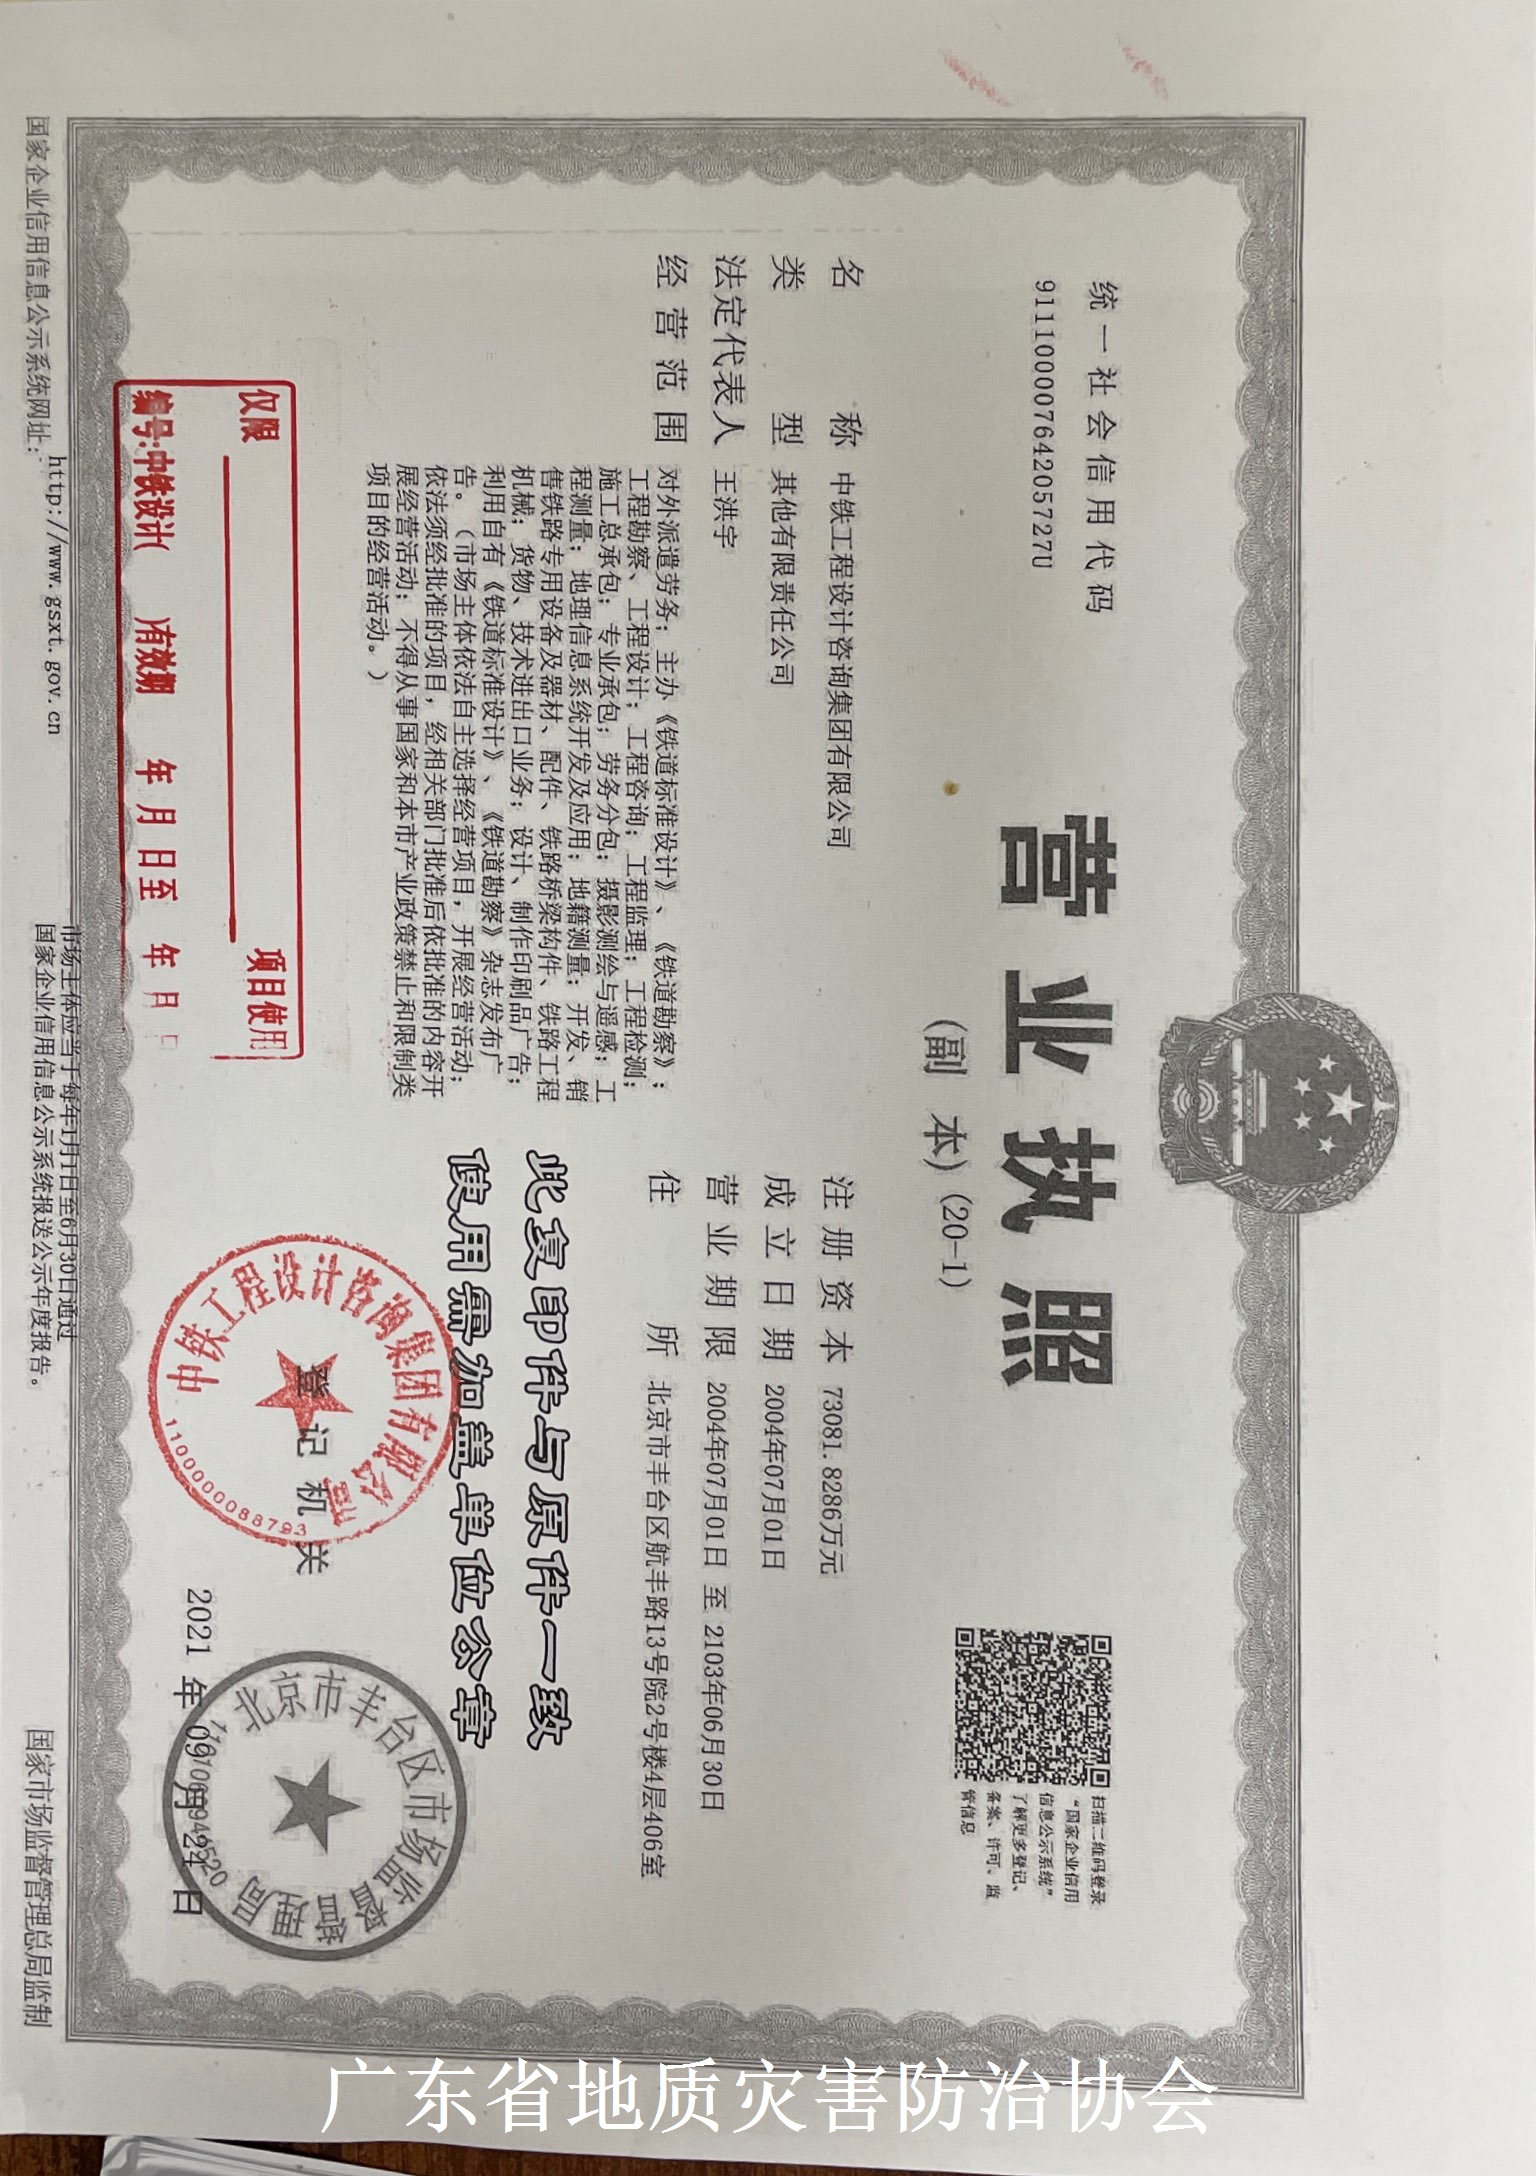 统一社会信用代码
91110000764205727U
营业执照
(副 本)(20-1)
扫描二维码登录
“国家企业信用
信息公示系统”
了解更多登记、
备案、许可、监
管信息
名 称 中铁工程设计咨询集团有限公司
类 型 其他有限责任公司
法定代表人 王洪宇
经营范围 对外派遣劳务；主办《铁道标准设计》、《铁道勘察》；
工程勘察、工程设计；工程咨询；工程监理；工程检测；
施工总承包；专业承包；劳务分包；摄影测绘与遥感；工
程测量；地理信息系统开发及应用；地籍测量；开发、销
售铁路专用设备及器材、配件、铁路桥梁构件、铁路工程
机械；货物、技术进出口业务；设计、制作印刷品广告；
利用自有《铁道标准设计》、《铁道勘察》杂志发布广
告。（市场主体依法自主选择经营项目，开展经营活动；
依法须经批准的项目，经相关部门批准后依批准的内容开
展经营活动；不得从事国家和本市产业政策禁止和限制类
项目的经营活动。）
注册资本 73081.8286万元
成立日期 2004年07月01日
营业期限 2004年07月01日 至 2103年06月30日
住 所 北京市丰台区航丰路13号院2号楼4层406室
此复印件与原件一致
使用需加盖单位公章
仅限
项目使用
编号:中铁设计( )有效期 年 月 日至 年 月 日
中铁工程设计咨询集团有限公司
1100000088793
登记机关
北京市丰台区市场监督管理局
2021 年 09 月 24 日
国家企业信用信息公示系统网址：
http://www.gsxt.gov.cn
市场主体应当于每年1月1日至6月30日通过
国家企业信用信息公示系统报送公示年度报告。
国家市场监督管理总局监制
广东省地质灾害防治协会